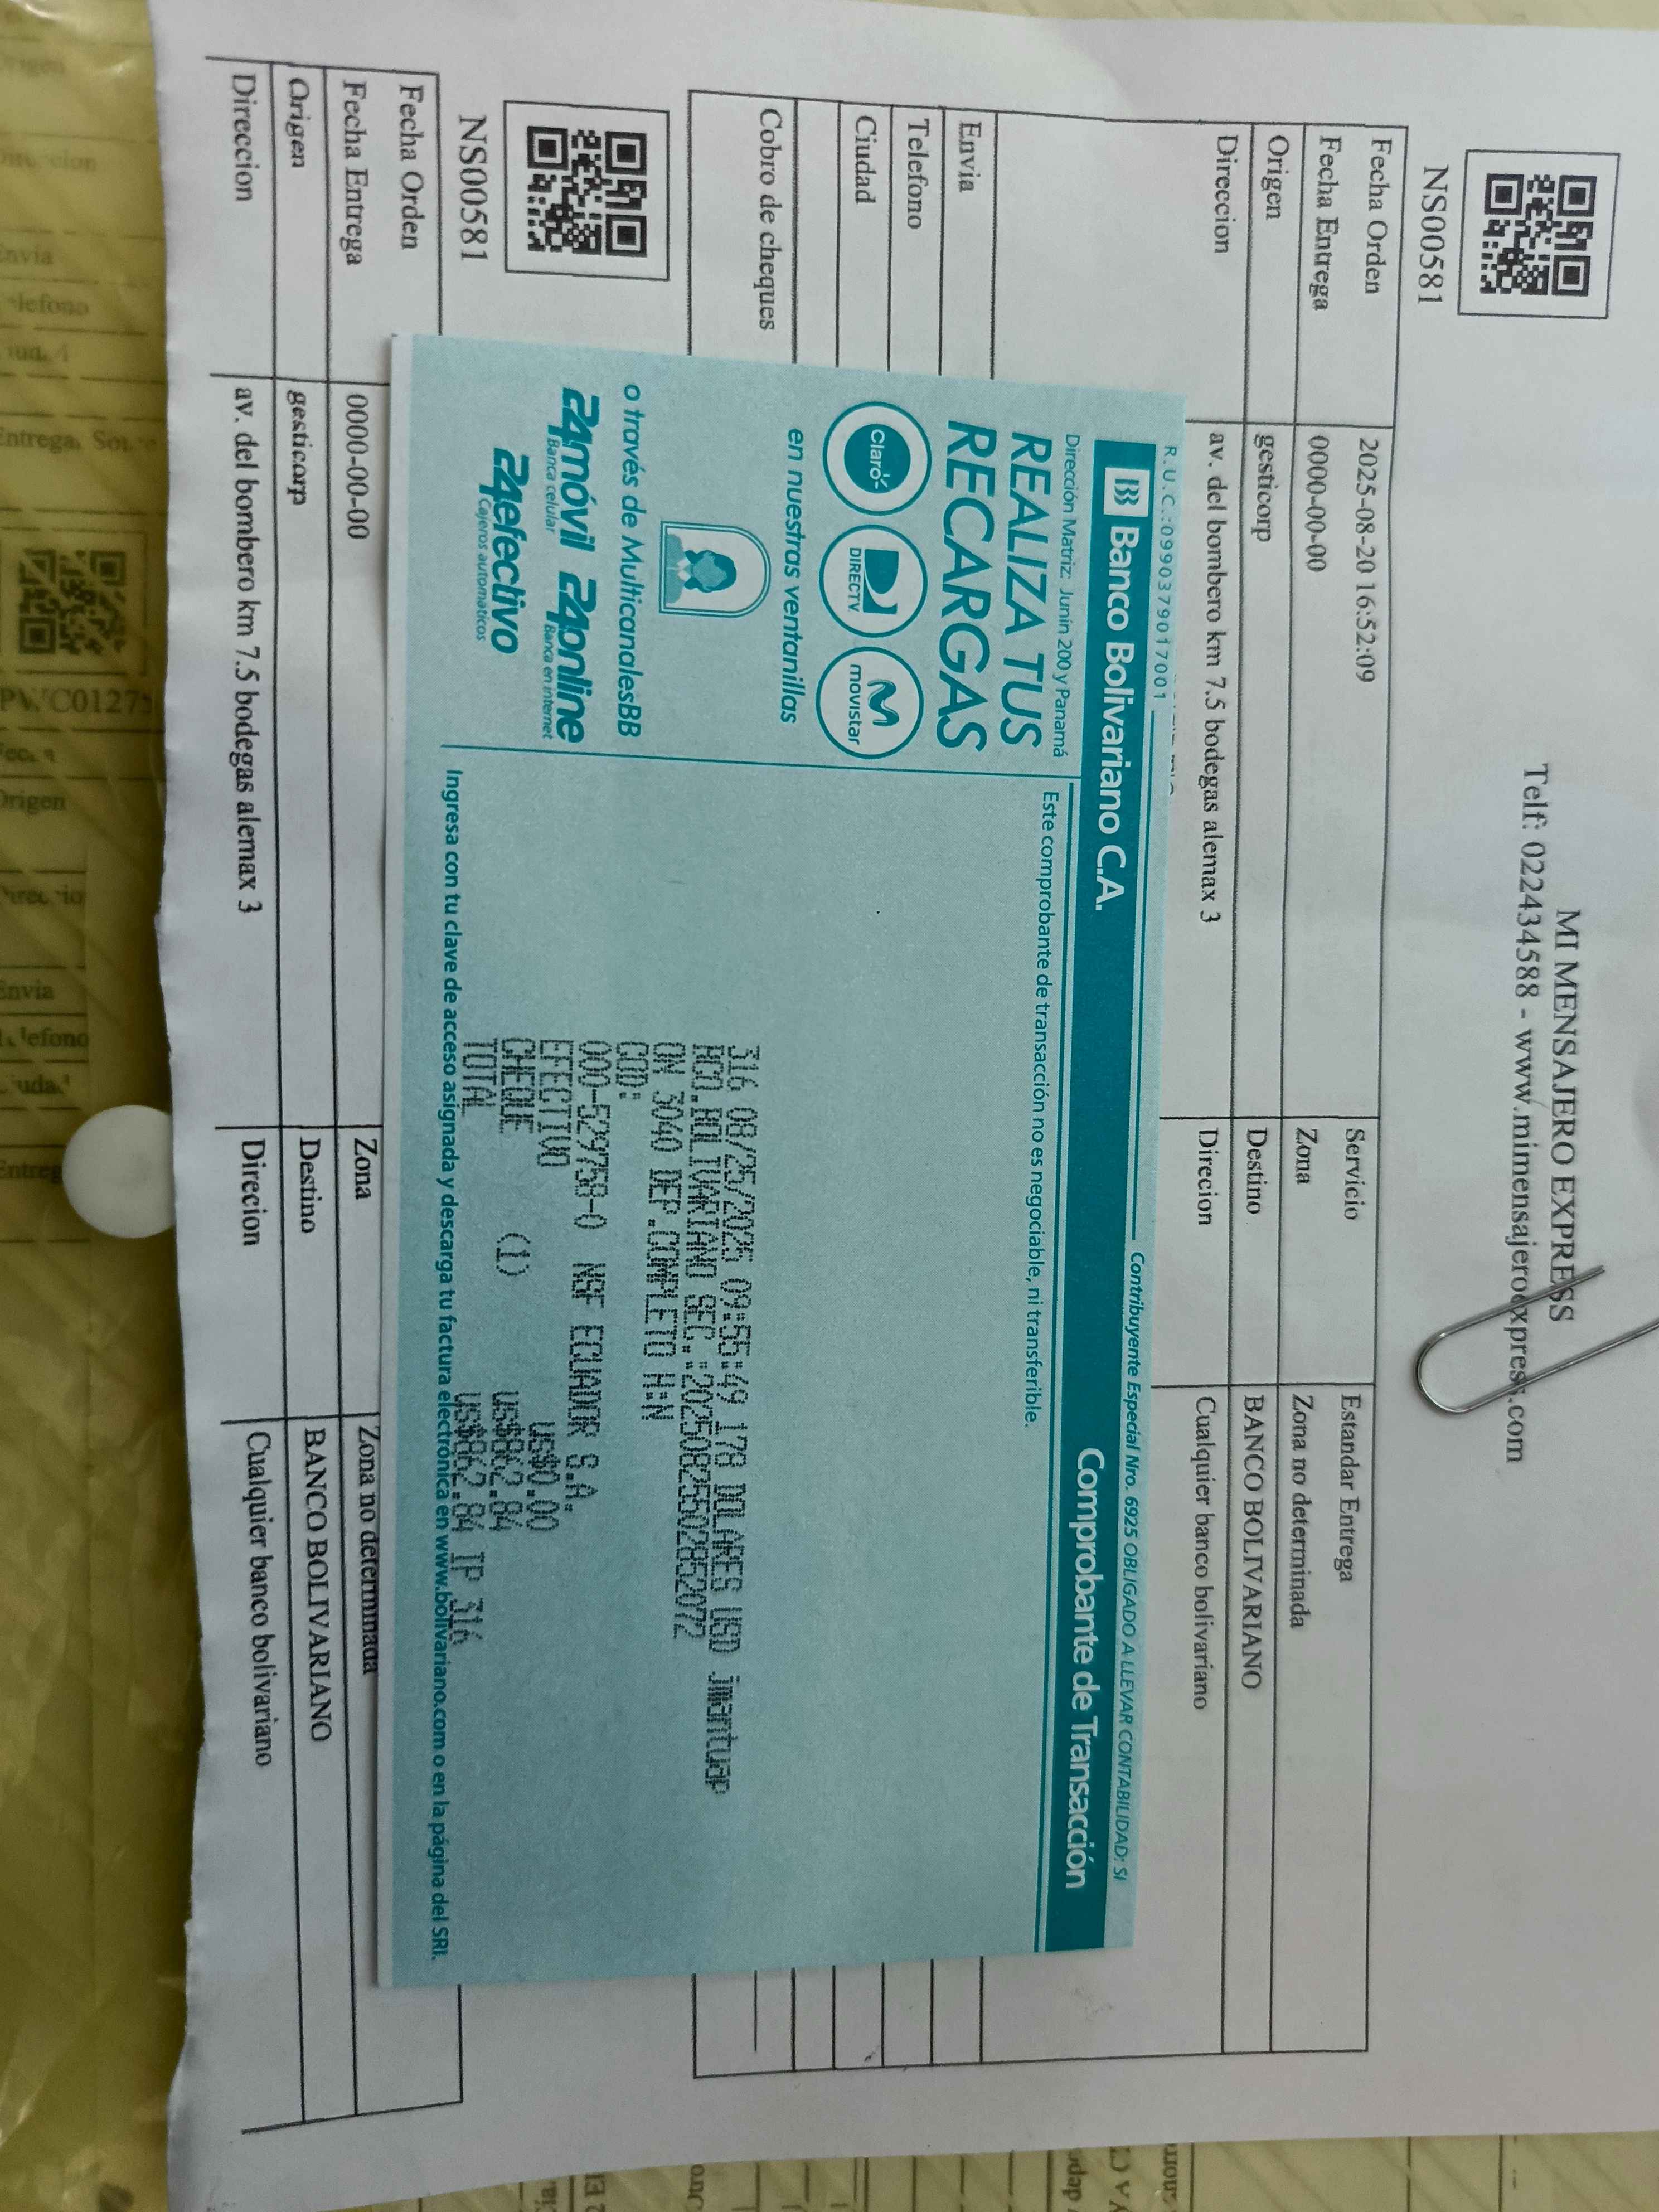 MI MENSAJERO EXPRESS
Telf: 022434588 - www.mimensajeroexpress.com
NS00581
Fecha Orden 2025-08-20 16:52:09 Servicio Estandar Entrega
Fecha Entrega 0000-00-00 Zona Zona no determinada
Origen gesticorp Destino BANCO BOLIVARIANO
Direccion av. del bombero km 7.5 bodegas alemax 3 Direcion Cualquier banco bolivariano
Envia
Telefono
Ciudad
Cobro de cheques
R.U.C.:0990379017001
Contribuyente Especial Nro. 6925 OBLIGADO A LLEVAR CONTABILIDAD: SI
BB Banco Bolivariano C.A. Comprobante de Transacción
Dirección Matriz: Junín 200 y Panamá
Este comprobante de transacción no es negociable, ni transferible.
REALIZA TUS
RECARGAS
Claro DIRECTV movistar
en nuestras ventanillas
o través de MulticanalesBB
24móvil 24online
Banca celular Banca en internet
24efectivo
Cajeros automáticos
316 08/25/2025 09:55:49 178 DOLARES USD jmantuap
BCO.BOLIVARIANO SEC.:20250825502852072
ON 3040 DEP.COMPLETO H:N
COD:
000-529758-0 NSF ECUADOR S.A.
EFECTIVO US$0.00
CHEQUE (1) US$862.84
TOTAL US$862.84 TP 316
Ingresa con tu clave de acceso asignada y descarga tu factura electrónica en www.bolivariano.com o en la página del SRI.
NS00581
Fecha Orden
Fecha Entrega 0000-00-00 Zona Zona no determinada
Origen gesticorp Destino BANCO BOLIVARIANO
Direccion av. del bombero km 7.5 bodegas alemax 3 Direcion Cualquier banco bolivariano